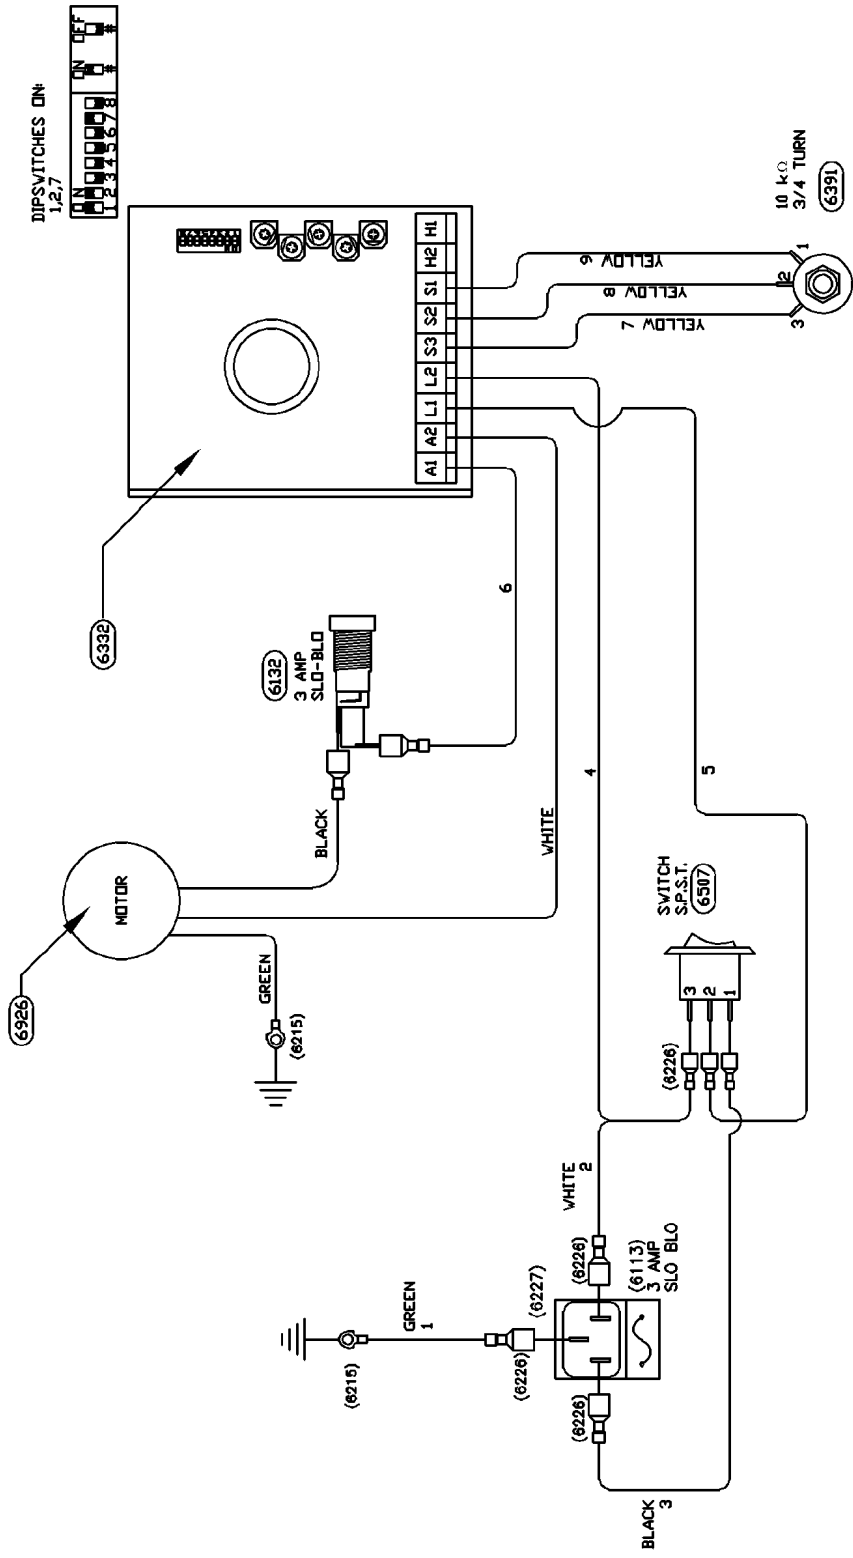 DIPSWITCHES ON:
1,2,7
ON
1 2 3 4 5 6 7 8
ON OFF
# #
6926
MOTOR
6332
GREEN
(6215)
BLACK
6132
3 AMP
SLO-BLO
A1 A2 L1 L2 S3 S2 S1 H2 H1
6
WHITE
4
5
YELLOW 7
YELLOW 8
YELLOW 9
10 kΩ
3/4 TURN
6391
1
2
3
(6215)
GREEN
1
(6226)
(6227)
(6226)
(6226)
(6113)
3 AMP
SLO BLO
WHITE
2
BLACK
3
(6226)
SWITCH
S.P.S.T.
6507
3
2
1